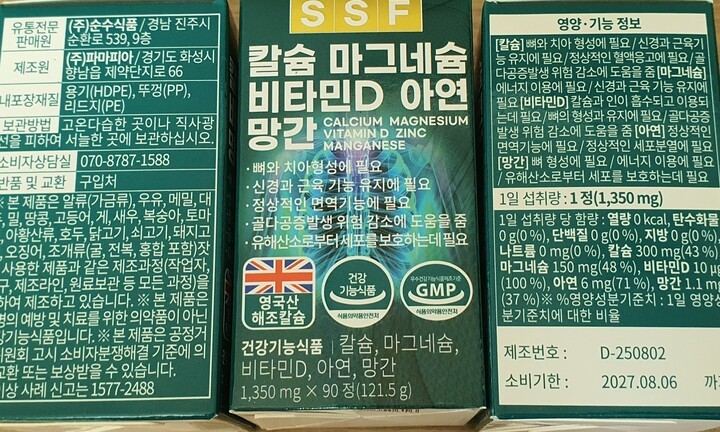 유통전문
판매원
(주)순수식품 / 경남 진주시
순환로 539, 9층
제조원
(주)파마피아 / 경기도 화성시
향남읍 제약단지로 66
내포장재질
용기(HDPE), 뚜껑(PP),
리드지(PE)
보관방법
고온다습한 곳이나 직사광
선을 피하여 서늘한 곳에 보관하십시오.
소비자상담실
070-8787-1588
반품 및 교환
구입처
※ 본 제품은 알류(가금류), 우유, 메밀, 대
밀, 땅콩, 고등어, 게, 새우, 복숭아, 토마
아황산류, 호두, 닭고기, 쇠고기, 돼지고
오징어, 조개류(굴, 전복, 홍합 포함)잣
사용한 제품과 같은 제조과정(작업자,
구, 제조라인, 원료보관 등 모든 과정)을
하여 제조하고 있습니다. ※ 본 제품은
병의 예방 및 치료를 위한 의약품이 아닌
강기능식품입니다. ※ 본 제품은 공정거
위원회 고시 소비자분쟁해결 기준에 의
교환 또는 보상받을 수 있습니다.
이상 사례 신고는 1577-2488
SSF
칼슘 마그네슘
비타민D 아연
망간
CALCIUM MAGNESIUM
VITAMIN D ZINC
MANGANESE
· 뼈와 치아형성에 필요
· 신경과 근육 기능 유지에 필요
· 정상적인 면역기능에 필요
· 골다공증발생 위험 감소에 도움을 줌
· 유해산소로부터 세포를 보호하는데 필요
영국산
해조칼슘
건강
기능식품
식품의약품안전처
우수건강기능식품제조기준
GMP
식품의약품안전처
건강기능식품 | 칼슘, 마그네슘,
비타민D, 아연, 망간
1,350 mg × 90 정(121.5 g)
영양·기능 정보
[칼슘] 뼈와 치아 형성에 필요 / 신경과 근육기
능 유지에 필요 / 정상적인 혈액응고에 필요 / 골
다공증발생 위험 감소에 도움을 줌 [마그네슘]
에너지 이용에 필요 / 신경과 근육 기능 유지에
필요 [비타민D] 칼슘과 인이 흡수되고 이용되
는데 필요 / 뼈의 형성과 유지에 필요 / 골다공증
발생 위험 감소에 도움을 줌 [아연] 정상적인
면역기능에 필요 / 정상적인 세포분열에 필요
[망간] 뼈 형성에 필요 / 에너지 이용에 필요
/ 유해산소로부터 세포를 보호하는데 필요
1일 섭취량 : 1 정(1,350 mg)
1일 섭취량 당 함량 : 열량 0 kcal, 탄수화물
0 g(0 %), 단백질 0 g(0 %), 지방 0 g(0 %),
나트륨 0 mg(0 %), 칼슘 300 mg(43 %),
마그네슘 150 mg(48 %), 비타민D 10 μg
(100 %), 아연 6 mg(71 %), 망간 1.1 mg
(37 %)※ %영양성분기준치 : 1일 영양성
분기준치에 대한 비율
제조번호 :
D-250802
소비기한 :
2027.08.06
까지